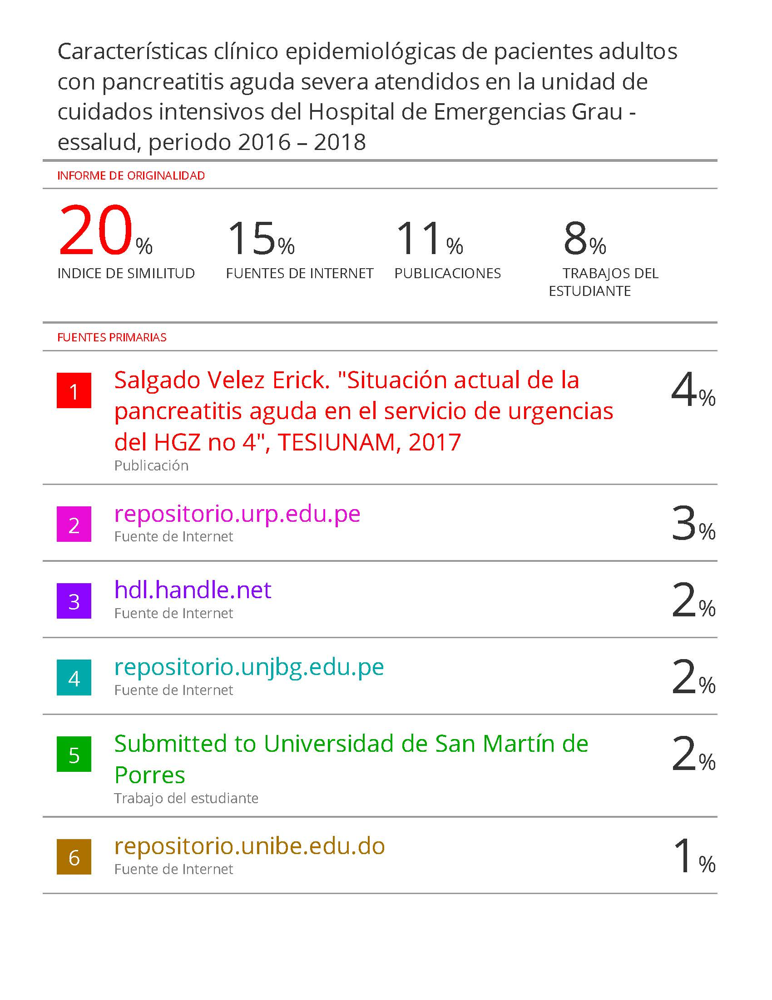 Características clínico epidemiológicas de pacientes adultos
con pancreatitis aguda severa atendidos en la unidad de
cuidados intensivos del Hospital de Emergencias Grau -
essalud, periodo 2016 – 2018
INFORME DE ORIGINALIDAD
20% 15% 11% 8%
INDICE DE SIMILITUD FUENTES DE INTERNET PUBLICACIONES TRABAJOS DEL
ESTUDIANTE
FUENTES PRIMARIAS
1 Salgado Velez Erick. "Situación actual de la 4%
pancreatitis aguda en el servicio de urgencias
del HGZ no 4", TESIUNAM, 2017
Publicación
2 repositorio.urp.edu.pe 3%
Fuente de Internet
3 hdl.handle.net 2%
Fuente de Internet
4 repositorio.unjbg.edu.pe 2%
Fuente de Internet
5 Submitted to Universidad de San Martín de 2%
Porres
Trabajo del estudiante
6 repositorio.unibe.edu.do 1%
Fuente de Internet